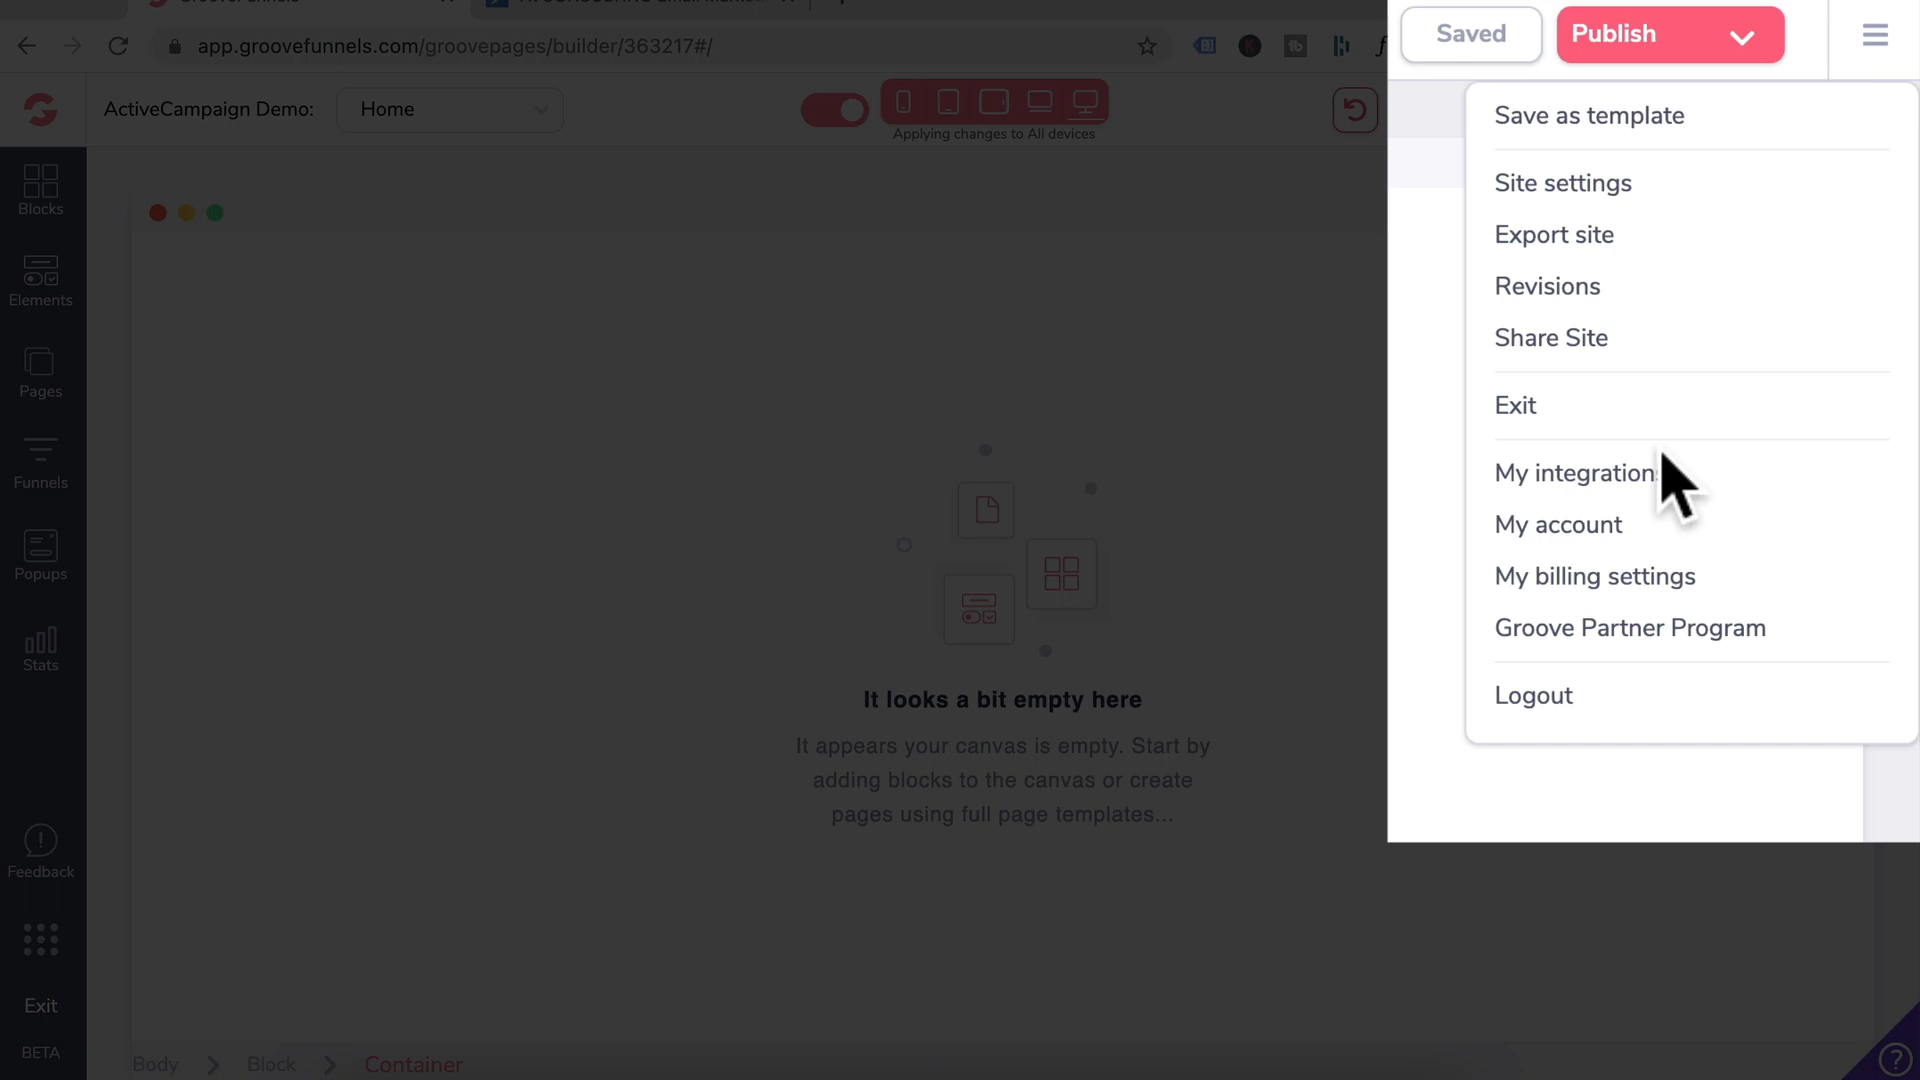 app.groovefunnels.com/groovepages/builder/363217#/
Saved
Publish
ActiveCampaign Demo:
Home
Applying changes to All devices
Save as template
Site settings
Export site
Revisions
Share Site
Exit
My integrations
My account
My billing settings
Groove Partner Program
Logout
Blocks
Elements
Pages
Funnels
Popups
Stats
Feedback
Exit
BETA
It looks a bit empty here
It appears your canvas is empty. Start by
adding blocks to the canvas or create
pages using full page templates...
Body
Block
Container